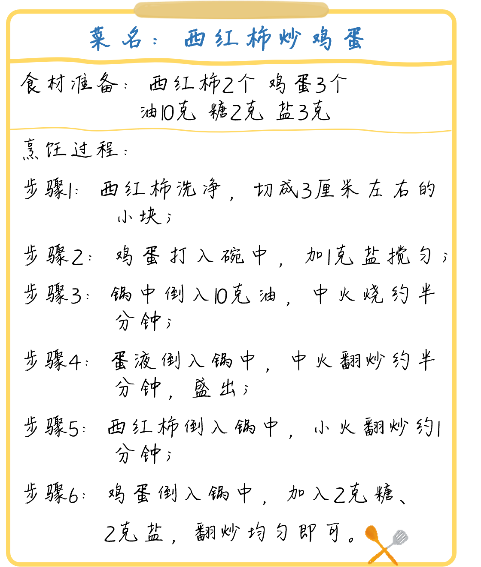 菜名：西红柿炒鸡蛋
食材准备：西红柿2个 鸡蛋3个
油10克 糖2克 盐3克
烹饪过程：
步骤1：西红柿洗净，切成3厘米左右的
小块；
步骤2：鸡蛋打入碗中，加1克盐搅匀；
步骤3：锅中倒入10克油，中火烧约半
分钟；
步骤4：蛋液倒入锅中，中火翻炒约半
分钟，盛出；
步骤5：西红柿倒入锅中，小火翻炒约1
分钟；
步骤6：鸡蛋倒入锅中，加入2克糖、
2克盐，翻炒均匀即可。